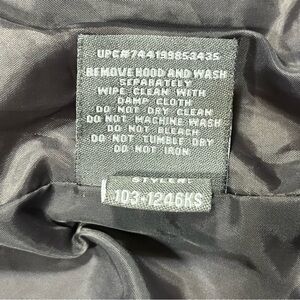 UPC#744199853435
REMOVE HOOD AND WASH
SEPARATELY
WIPE CLEAN WITH
DAMP CLOTH
DO NOT DRY CLEAN
DO NOT MACHINE WASH
DO NOT BLEACH
DO NOT TUMBLE DRY
DO NOT IRON
STYLE#:
103-1246KS